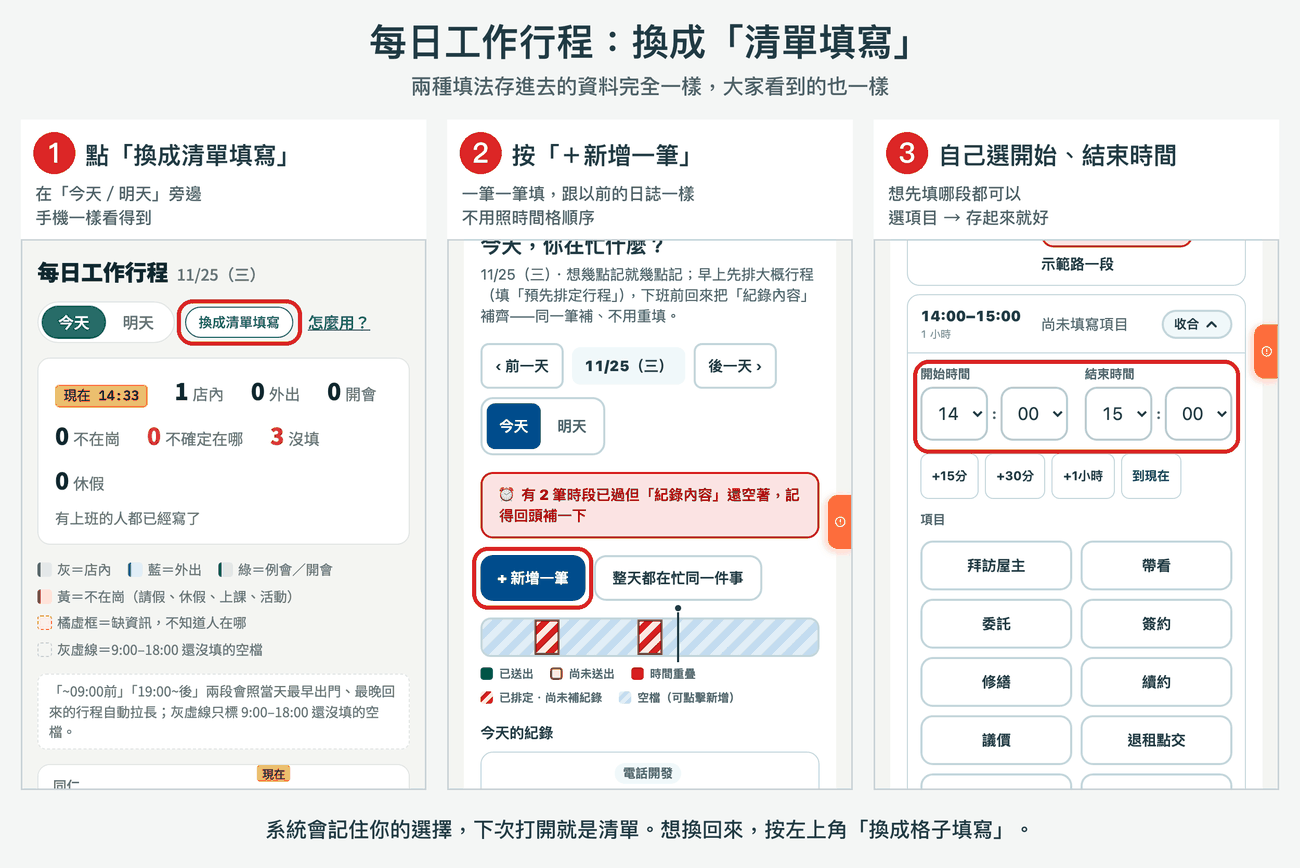 每日工作行程：換成「清單填寫」
兩種填法存進去的資料完全一樣，大家看到的也一樣
1 點「換成清單填寫」
在「今天 / 明天」旁邊
手機一樣看得到
每日工作行程 11/25（三）
今天 明天 換成清單填寫 怎麼用？
現在 14:33 1 店內 0 外出 0 開會
0 不在崗 0 不確定在哪 3 沒填
0 休假
有上班的人都已經寫了
灰＝店內 藍＝外出 綠＝例會／開會
黃＝不在崗（請假、休假、上課、活動）
橘虛框＝缺資訊，不知道人在哪
灰虛線＝9:00–18:00 還沒填的空檔
「~09:00前」「19:00~後」兩段會照當天最早出門、最晚回
來的行程自動拉長；灰虛線只標 9:00–18:00 還沒填的空
檔。
現在
同仁
2 按「＋新增一筆」
一筆一筆填，跟以前的日誌一樣
不用照時間格順序
今天，你在忙什麼？
11/25（三）· 想幾點記就幾點記；早上先排大概行程
（填「預先排定行程」），下班前回來把「紀錄內容」
補齊——同一筆補、不用重填。
‹ 前一天 11/25（三） 後一天 ›
今天 明天
⏰ 有 2 筆時段已過但「紀錄內容」還空著，記
得回頭補一下
+ 新增一筆 整天都在忙同一件事
已送出 尚未送出 時間重疊
已排定 · 尚未補紀錄 空檔（可點擊新增）
今天的紀錄
電話開發
3 自己選開始、結束時間
想先填哪段都可以
選項目 → 存起來就好
示範路一段
14:00–15:00 尚未填寫項目 收合
1 小時
開始時間 結束時間
14 : 00 15 : 00
+15分 +30分 +1小時 到現在
項目
拜訪屋主 帶看
委託 簽約
修繕 續約
議價 退租點交
系統會記住你的選擇，下次打開就是清單。想換回來，按左上角「換成格子填寫」。